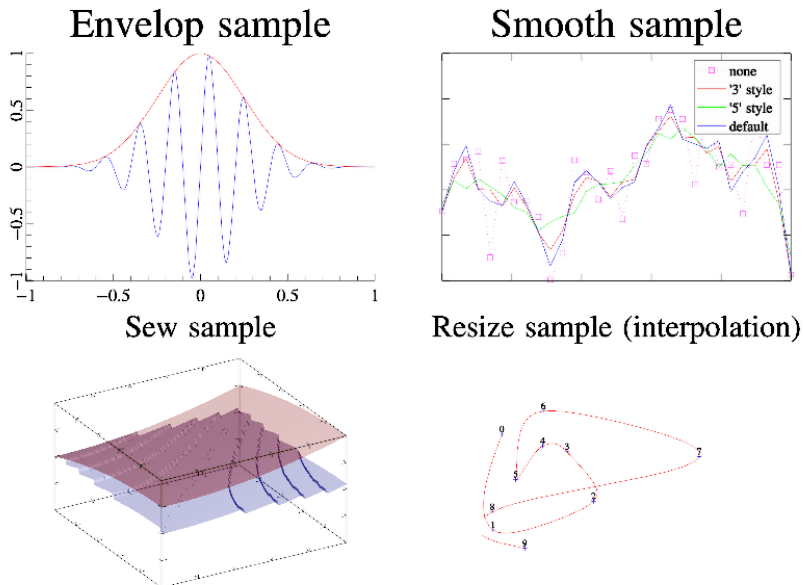 Envelop sample
1
0.5
0
−0.5
−1
−1
−0.5
0
0.5
1
Smooth sample
none
'3' style
'5' style
default
Sew sample
Resize sample (interpolation)
0
6
4
3
7
5
2
8
1
9